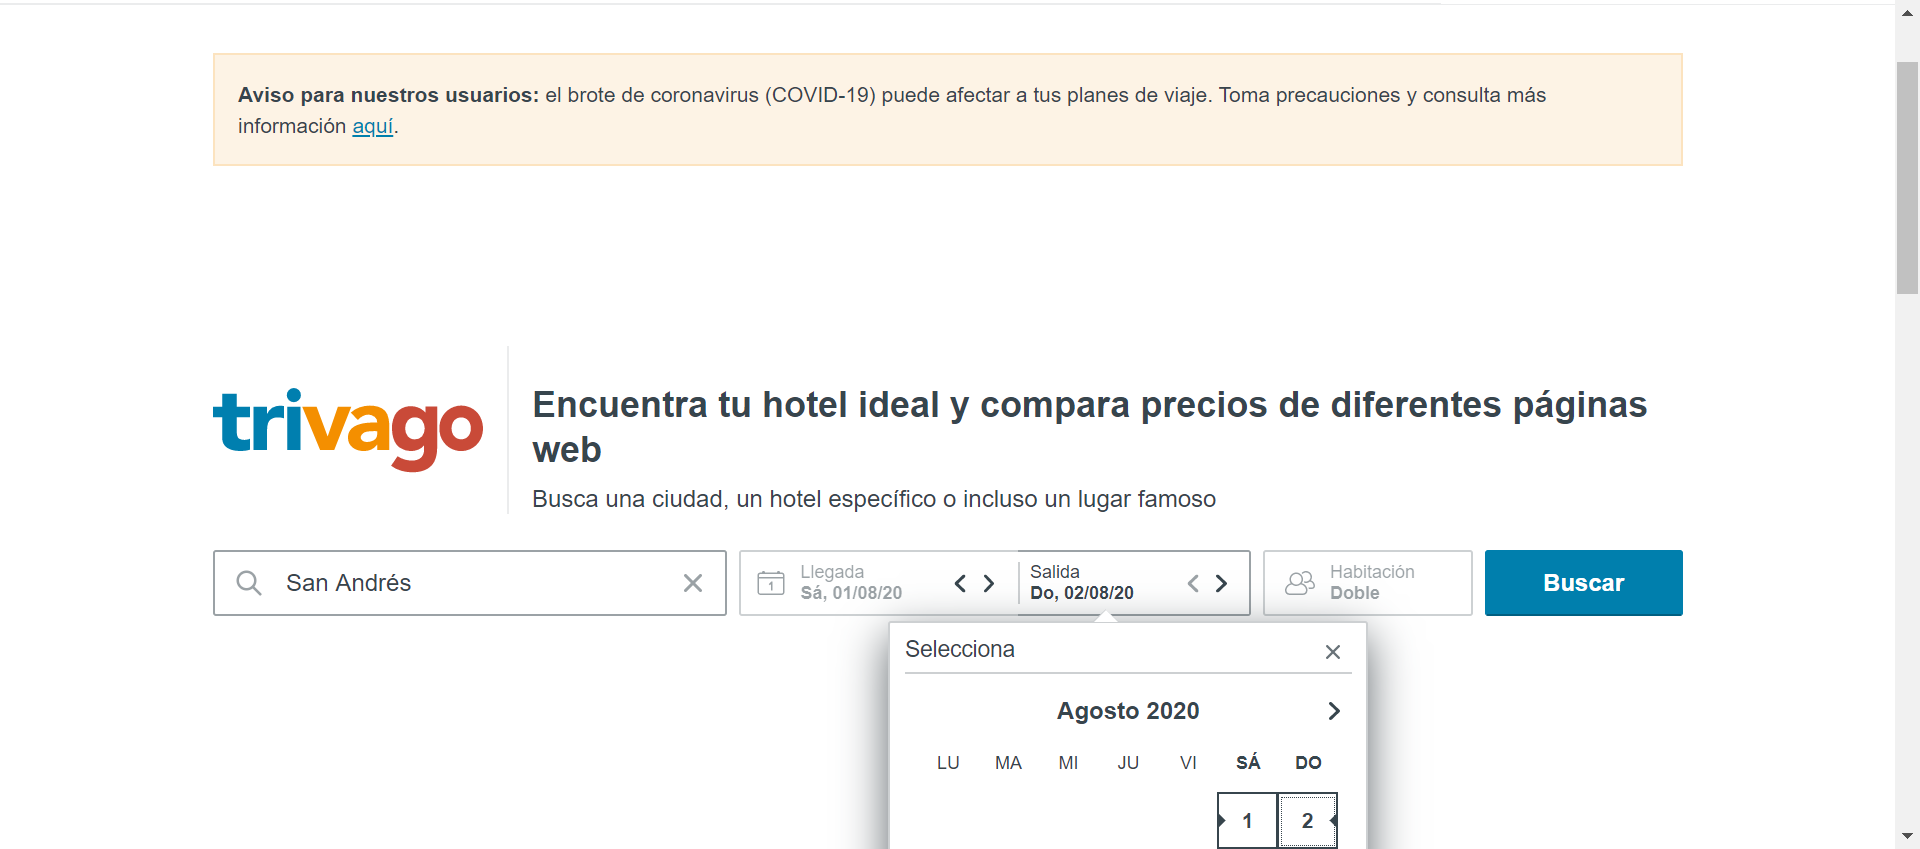 Aviso para nuestros usuarios: el brote de coronavirus (COVID-19) puede afectar a tus planes de viaje. Toma precauciones y consulta más
información aquí.
trivago
Encuentra tu hotel ideal y compara precios de diferentes páginas
web
Busca una ciudad, un hotel específico o incluso un lugar famoso
San Andrés
1
Llegada
Sá, 01/08/20
Salida
Do, 02/08/20
Habitación
Doble
Buscar
Selecciona
Agosto 2020
LU MA MI JU VI SÁ DO
1 2